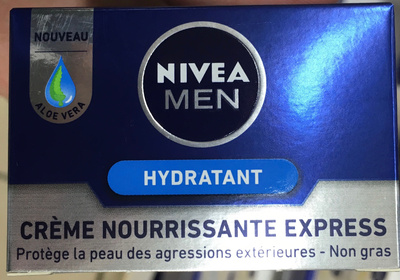 NOUVEAU
ALOE VERA
NIVEA
MEN
HYDRATANT
CRÈME NOURRISSANTE EXPRESS
Protège la peau des agressions extérieures - Non gras